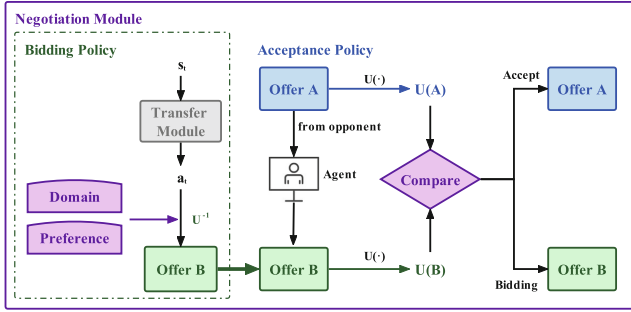 Negotiation Module
Bidding Policy
s_t
Transfer
Module
a_t
Domain
Preference
U⁻¹
Offer B
Acceptance Policy
Offer A
U(·)
U(A)
from opponent
Agent
Compare
Offer B
U(·)
U(B)
Accept
Offer A
Bidding
Offer B